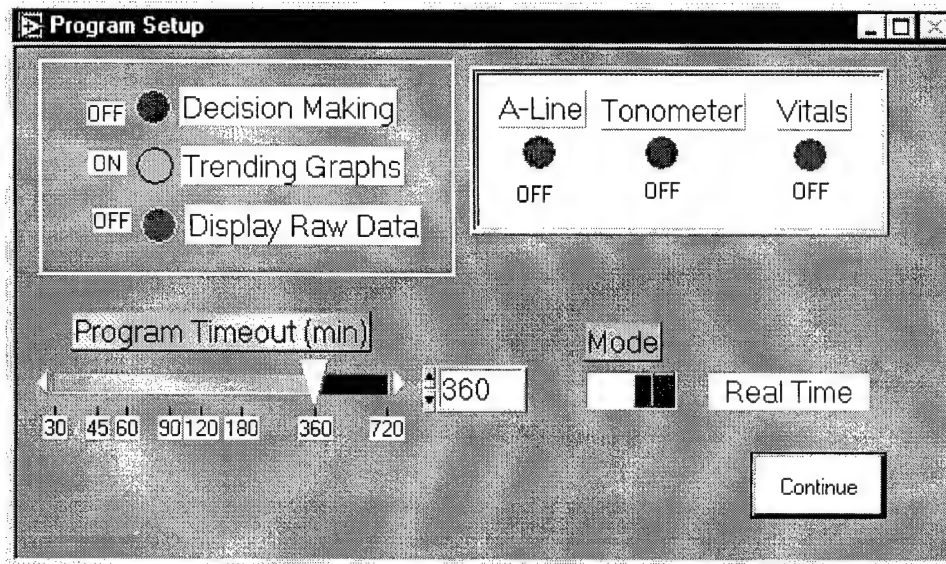 Program Setup
OFF Decision Making
ON Trending Graphs
OFF Display Raw Data
A-Line Tonometer Vitals
OFF OFF OFF
Program Timeout (min)
360
30 45 60 90 120 180 360 720
Mode
Real Time
Continue